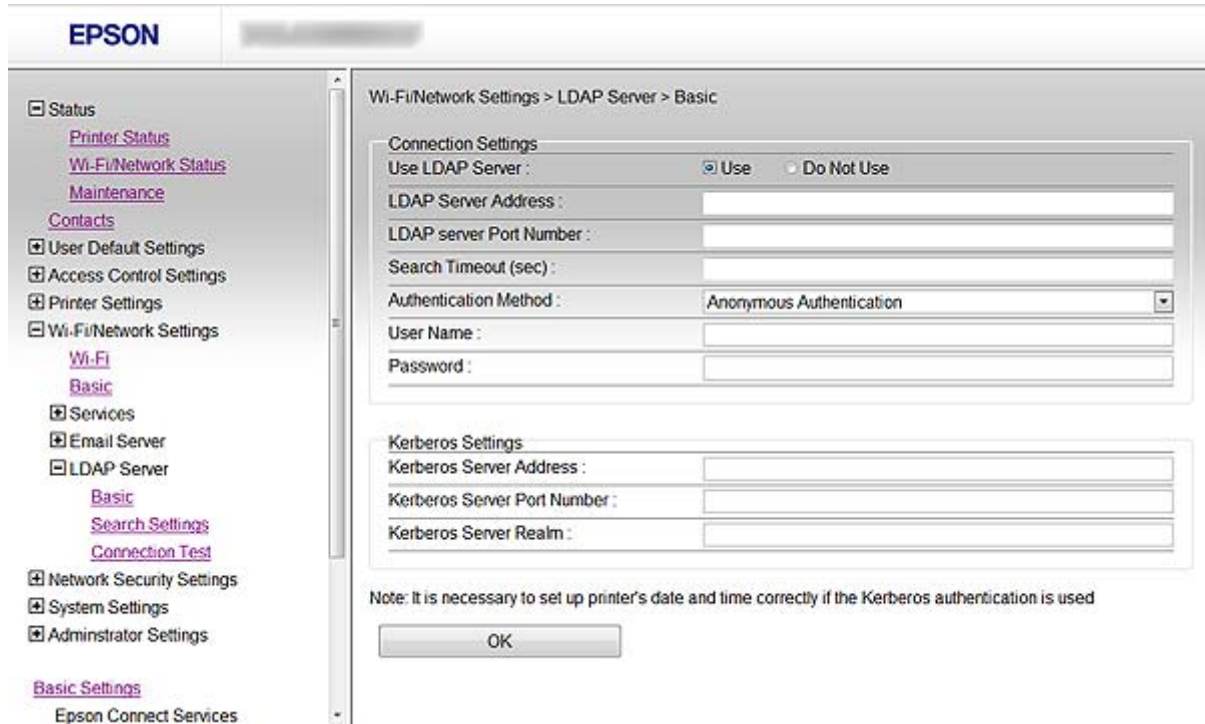 EPSON
Status
Printer Status
Wi-Fi/Network Status
Maintenance
Contacts
User Default Settings
Access Control Settings
Printer Settings
Wi-Fi/Network Settings
Wi-Fi
Basic
Services
Email Server
LDAP Server
Basic
Search Settings
Connection Test
Network Security Settings
System Settings
Adminstrator Settings
Basic Settings
Epson Connect Services
Wi-Fi/Network Settings > LDAP Server > Basic
Connection Settings
Use LDAP Server : Use Do Not Use
LDAP Server Address :
LDAP server Port Number :
Search Timeout (sec) :
Authentication Method : Anonymous Authentication
User Name :
Password :
Kerberos Settings
Kerberos Server Address :
Kerberos Server Port Number :
Kerberos Server Realm :
Note: It is necessary to set up printer's date and time correctly if the Kerberos authentication is used
OK